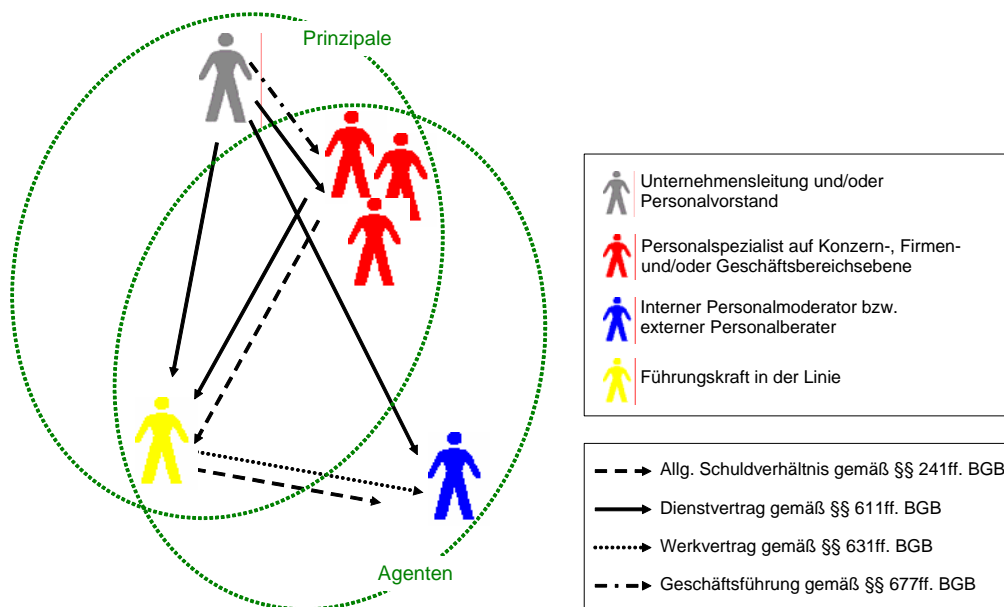 Prinzipale
Agenten
Unternehmensleitung und/oder
Personalvorstand
Personalspezialist auf Konzern-, Firmen-
und/oder Geschäftsbereichsebene
Interner Personalmoderator bzw.
externer Personalberater
Führungskraft in der Linie
Allg. Schuldverhältnis gemäß §§ 241ff. BGB
Dienstvertrag gemäß §§ 611ff. BGB
Werkvertrag gemäß §§ 631ff. BGB
Geschäftsführung gemäß §§ 677ff. BGB